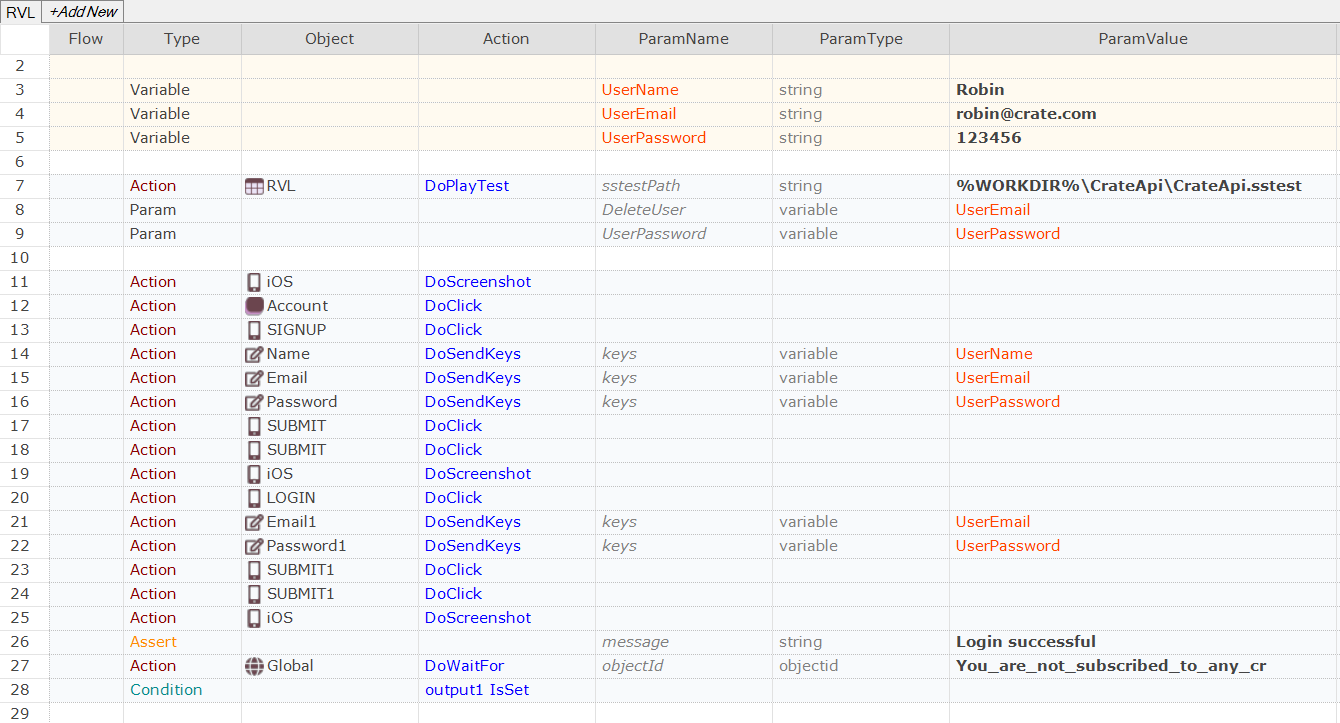 RVL +Add New
Flow Type Object Action ParamName ParamType ParamValue
2
3 Variable UserName string Robin
4 Variable UserEmail string robin@crate.com
5 Variable UserPassword string 123456
6
7 Action RVL DoPlayTest sstestPath string %WORKDIR%\CrateApi\CrateApi.sstest
8 Param DeleteUser variable UserEmail
9 Param UserPassword variable UserPassword
10
11 Action iOS DoScreenshot
12 Action Account DoClick
13 Action SIGNUP DoClick
14 Action Name DoSendKeys keys variable UserName
15 Action Email DoSendKeys keys variable UserEmail
16 Action Password DoSendKeys keys variable UserPassword
17 Action SUBMIT DoClick
18 Action SUBMIT DoClick
19 Action iOS DoScreenshot
20 Action LOGIN DoClick
21 Action Email1 DoSendKeys keys variable UserEmail
22 Action Password1 DoSendKeys keys variable UserPassword
23 Action SUBMIT1 DoClick
24 Action SUBMIT1 DoClick
25 Action iOS DoScreenshot
26 Assert message string Login successful
27 Action Global DoWaitFor objectId objectid You_are_not_subscribed_to_any_cr
28 Condition output1 IsSet
29